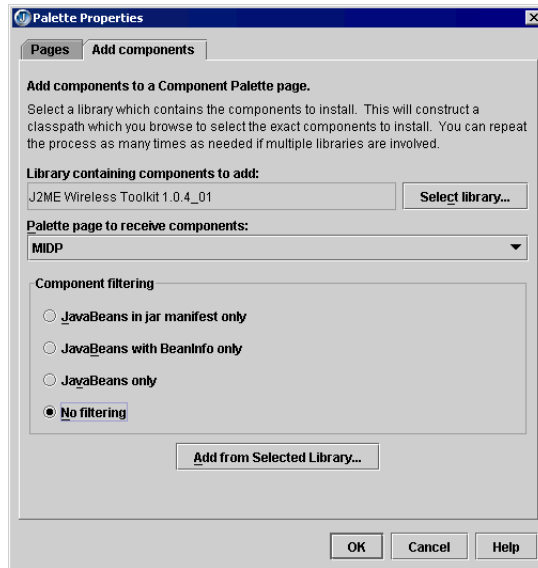 Palette Properties
Pages
Add components
Add components to a Component Palette page.
Select a library which contains the components to install. This will construct a
classpath which you browse to select the exact components to install. You can repeat
the process as many times as needed if multiple libraries are involved.
Library containing components to add:
J2ME Wireless Toolkit 1.0.4_01
Select library...
Palette page to receive components:
MIDP
Component filtering
JavaBeans in jar manifest only
JavaBeans with BeanInfo only
JavaBeans only
No filtering
Add from Selected Library...
OK
Cancel
Help